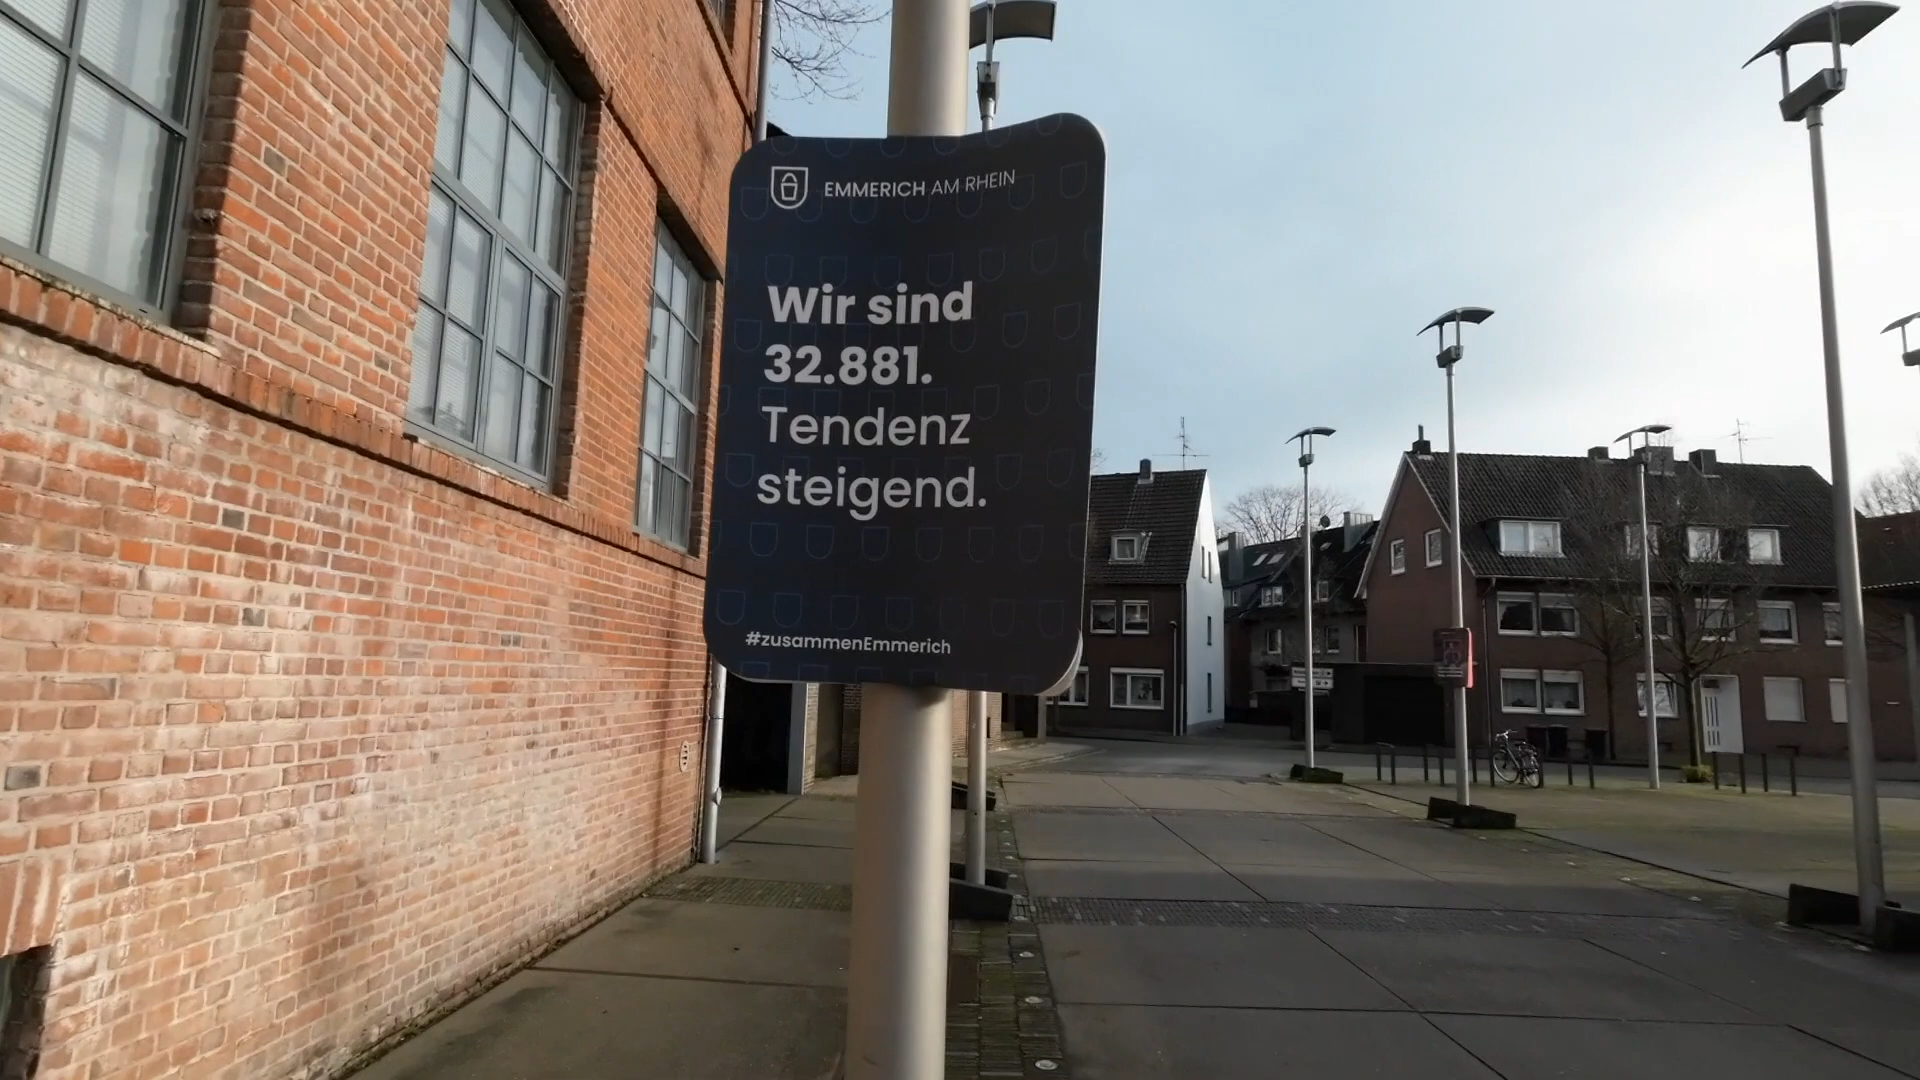 EMMERICH AM RHEIN
Wir sind
32.881.
Tendenz
steigend.
#zusammenEmmerich